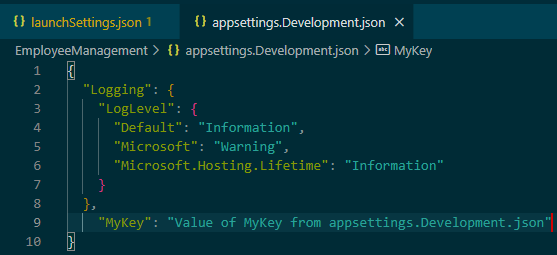 {} launchSettings.json 1 {} appsettings.Development.json ×
EmployeeManagement > {} appsettings.Development.json > abc MyKey
1 {
2 "Logging": {
3 "LogLevel": {
4 "Default": "Information",
5 "Microsoft": "Warning",
6 "Microsoft.Hosting.Lifetime": "Information"
7 }
8 },
9 "MyKey": "Value of MyKey from appsettings.Development.json"
10 }